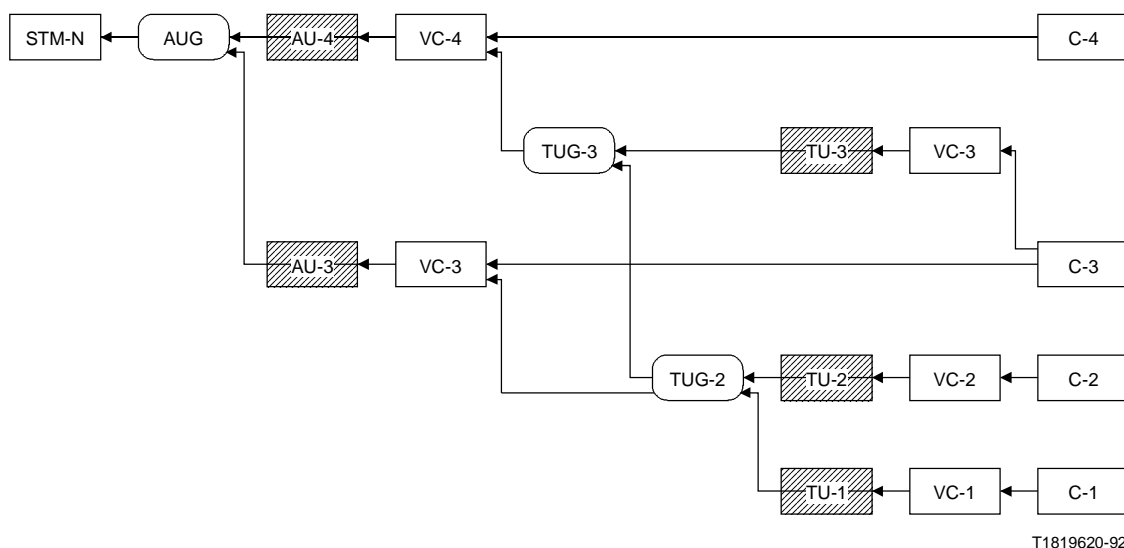 STM-N AUG AU-4 VC-4 C-4
TUG-3 TU-3 VC-3
AU-3 VC-3 C-3
TUG-2 TU-2 VC-2 C-2
TU-1 VC-1 C-1
T1819620-92